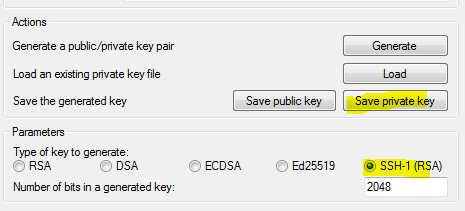 Actions
Generate a public/private key pair Generate
Load an existing private key file Load
Save the generated key Save public key Save private key
Parameters
Type of key to generate:
RSA DSA ECDSA Ed25519 SSH-1 (RSA)
Number of bits in a generated key: 2048